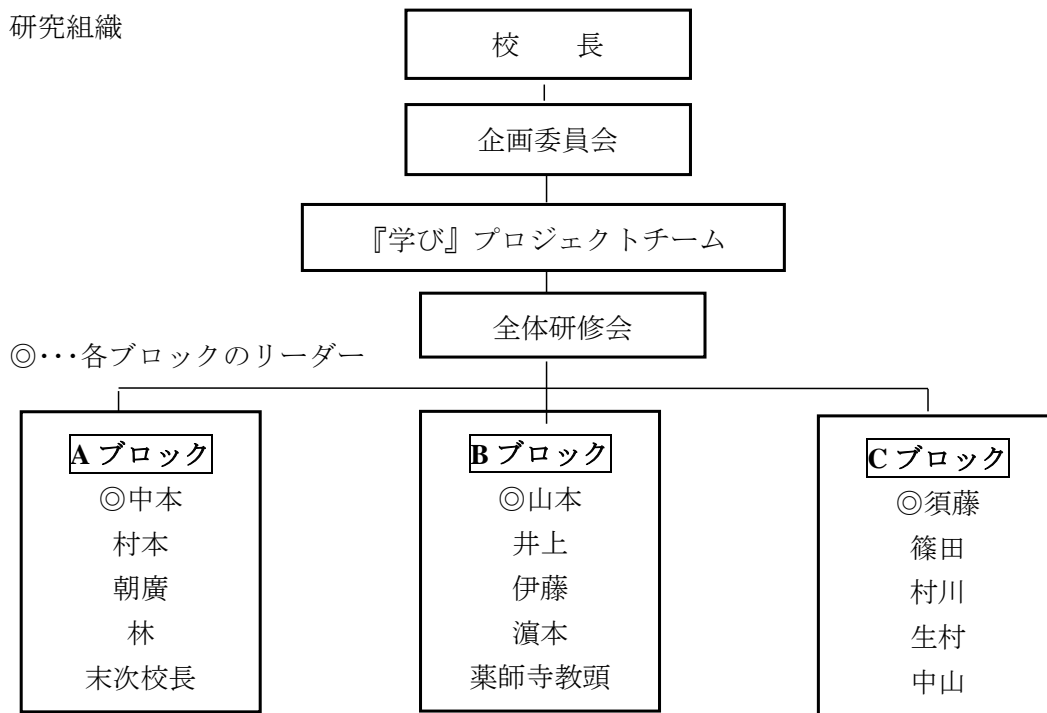 研究組織
校　　長
企画委員会
『学び』プロジェクトチーム
全体研修会
◎･･･各ブロックのリーダー
A ブロック
◎中本
村本
朝廣
林
末次校長
B ブロック
◎山本
井上
伊藤
濵本
薬師寺教頭
C ブロック
◎須藤
篠田
村川
生村
中山